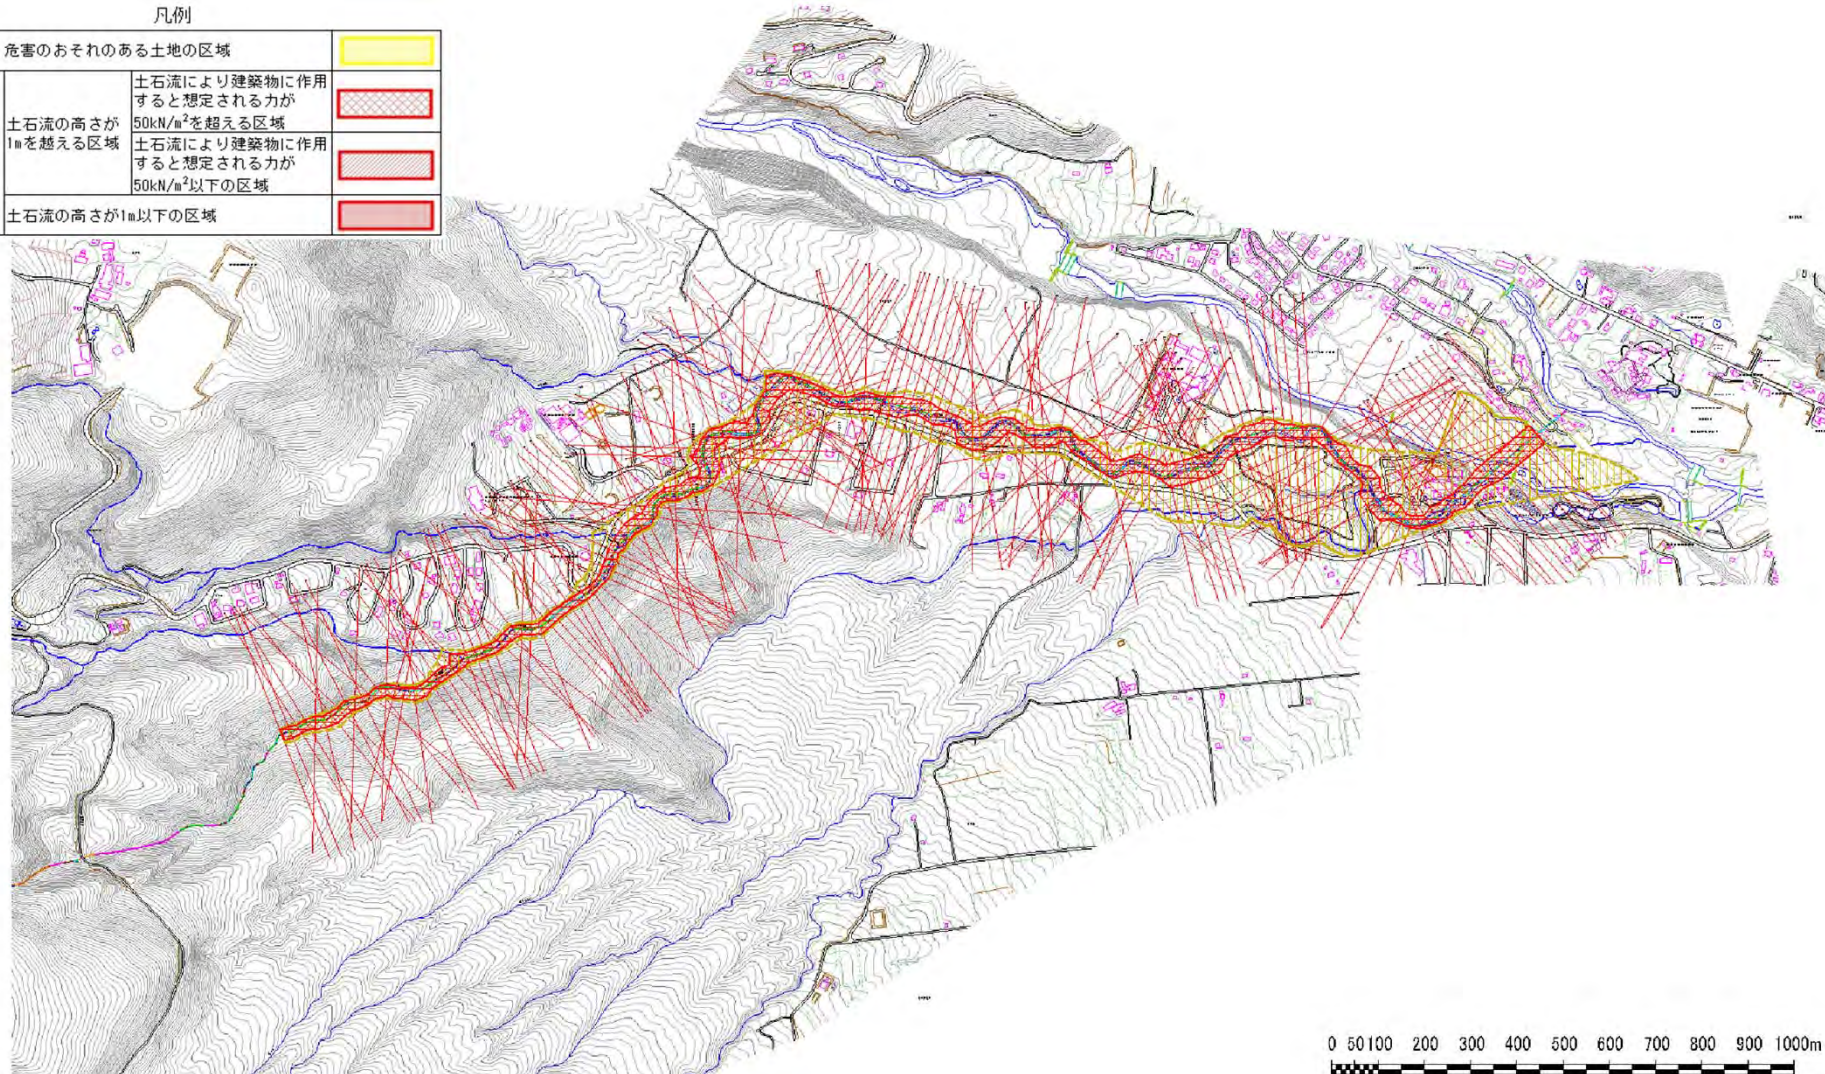 凡例
危害のおそれのある土地の区域
土石流の高さが
1mを越える区域
土石流により建築物に作用
すると想定される力が
50kN/m²を超える区域
土石流により建築物に作用
すると想定される力が
50kN/m²以下の区域
土石流の高さが1m以下の区域
0 50 100 200 300 400 500 600 700 800 900 1000m